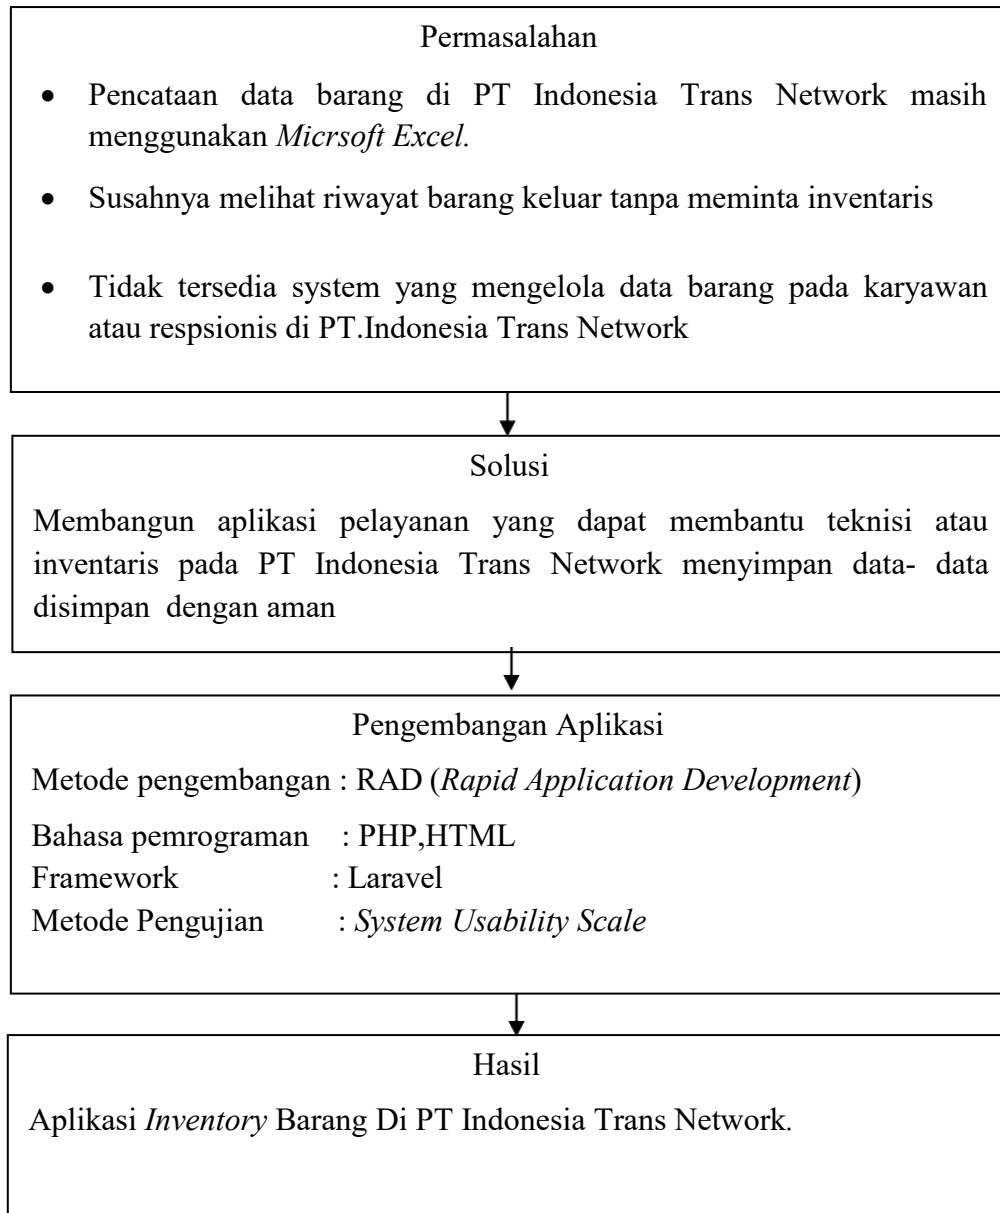 Permasalahan
• Pencataan data barang di PT Indonesia Trans Network masih
menggunakan Micrsoft Excel.
• Susahnya melihat riwayat barang keluar tanpa meminta inventaris
• Tidak tersedia system yang mengelola data barang pada karyawan
atau respsionis di PT.Indonesia Trans Network
Solusi
Membangun aplikasi pelayanan yang dapat membantu teknisi atau
inventaris pada PT Indonesia Trans Network menyimpan data- data
disimpan dengan aman
Pengembangan Aplikasi
Metode pengembangan : RAD (Rapid Application Development)
Bahasa pemrograman : PHP,HTML
Framework : Laravel
Metode Pengujian : System Usability Scale
Hasil
Aplikasi Inventory Barang Di PT Indonesia Trans Network.